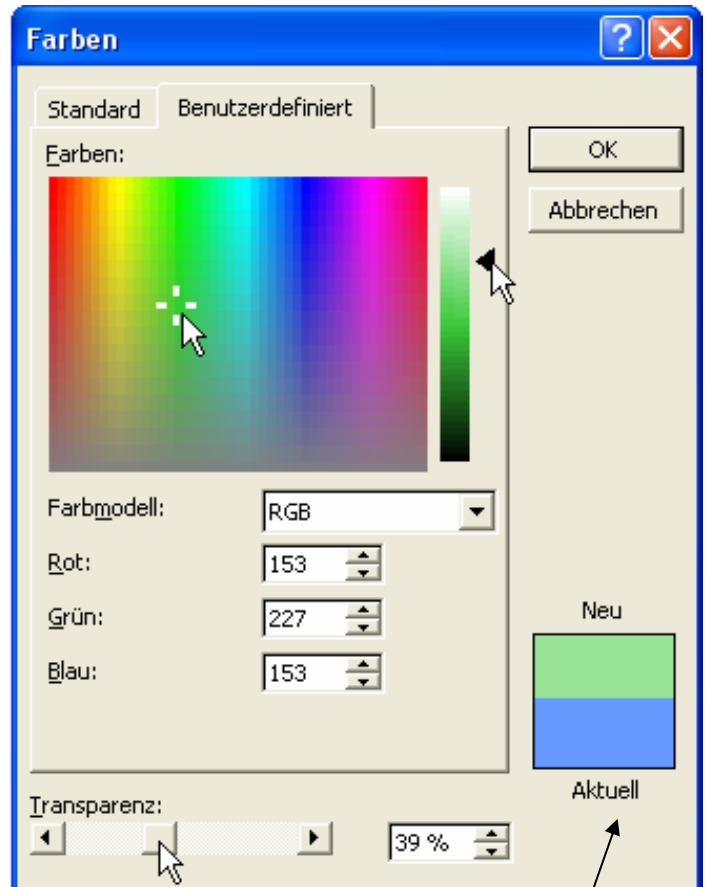 Farben
Standard Benutzerdefiniert
Farben:
OK
Abbrechen
Farbmodell: RGB
Rot: 153
Grün: 227
Blau: 153
Neu
Aktuell
Transparenz:
39 %